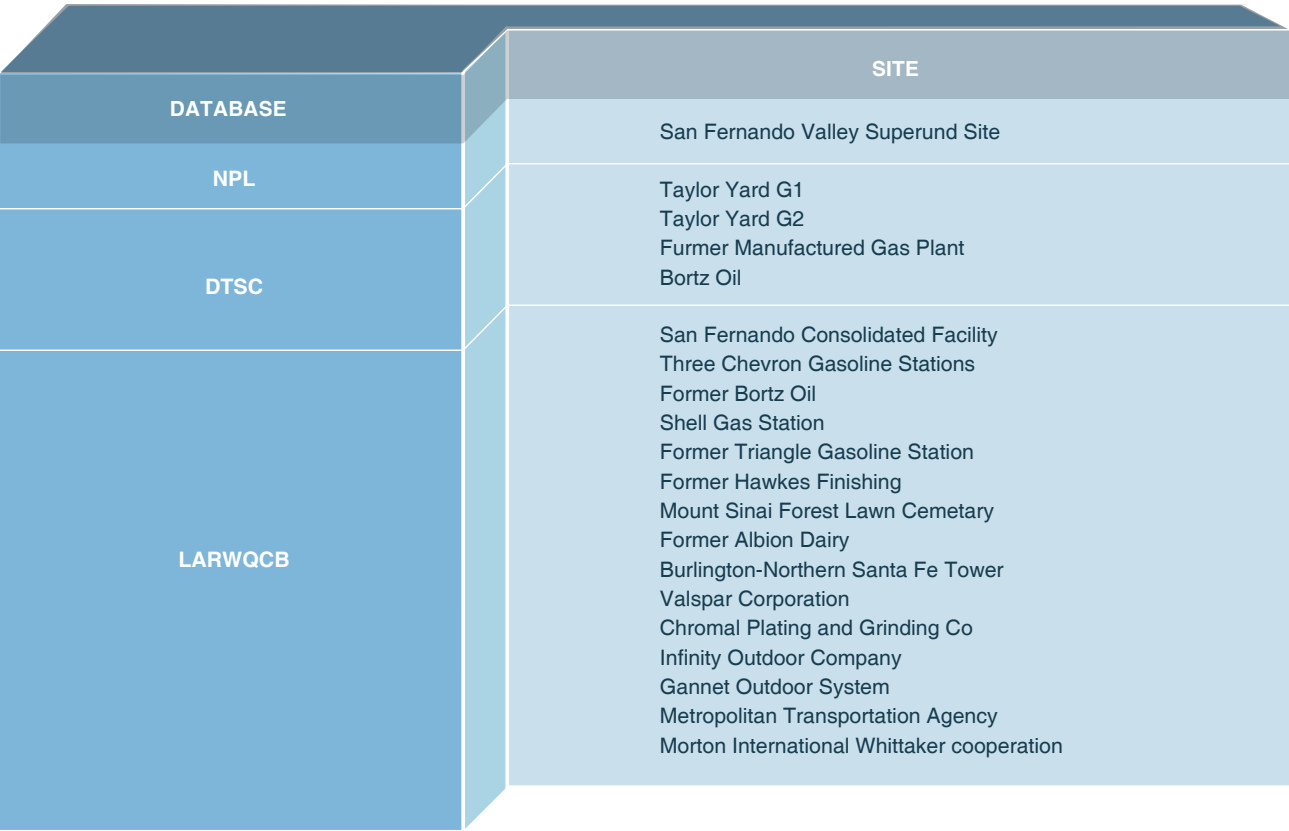 DATABASE
SITE
NPL
San Fernando Valley Superund Site
DTSC
Taylor Yard G1
Taylor Yard G2
Furmer Manufactured Gas Plant
Bortz Oil
LARWQCB
San Fernando Consolidated Facility
Three Chevron Gasoline Stations
Former Bortz Oil
Shell Gas Station
Former Triangle Gasoline Station
Former Hawkes Finishing
Mount Sinai Forest Lawn Cemetary
Former Albion Dairy
Burlington-Northern Santa Fe Tower
Valspar Corporation
Chromal Plating and Grinding Co
Infinity Outdoor Company
Gannet Outdoor System
Metropolitan Transportation Agency
Morton International Whittaker cooperation